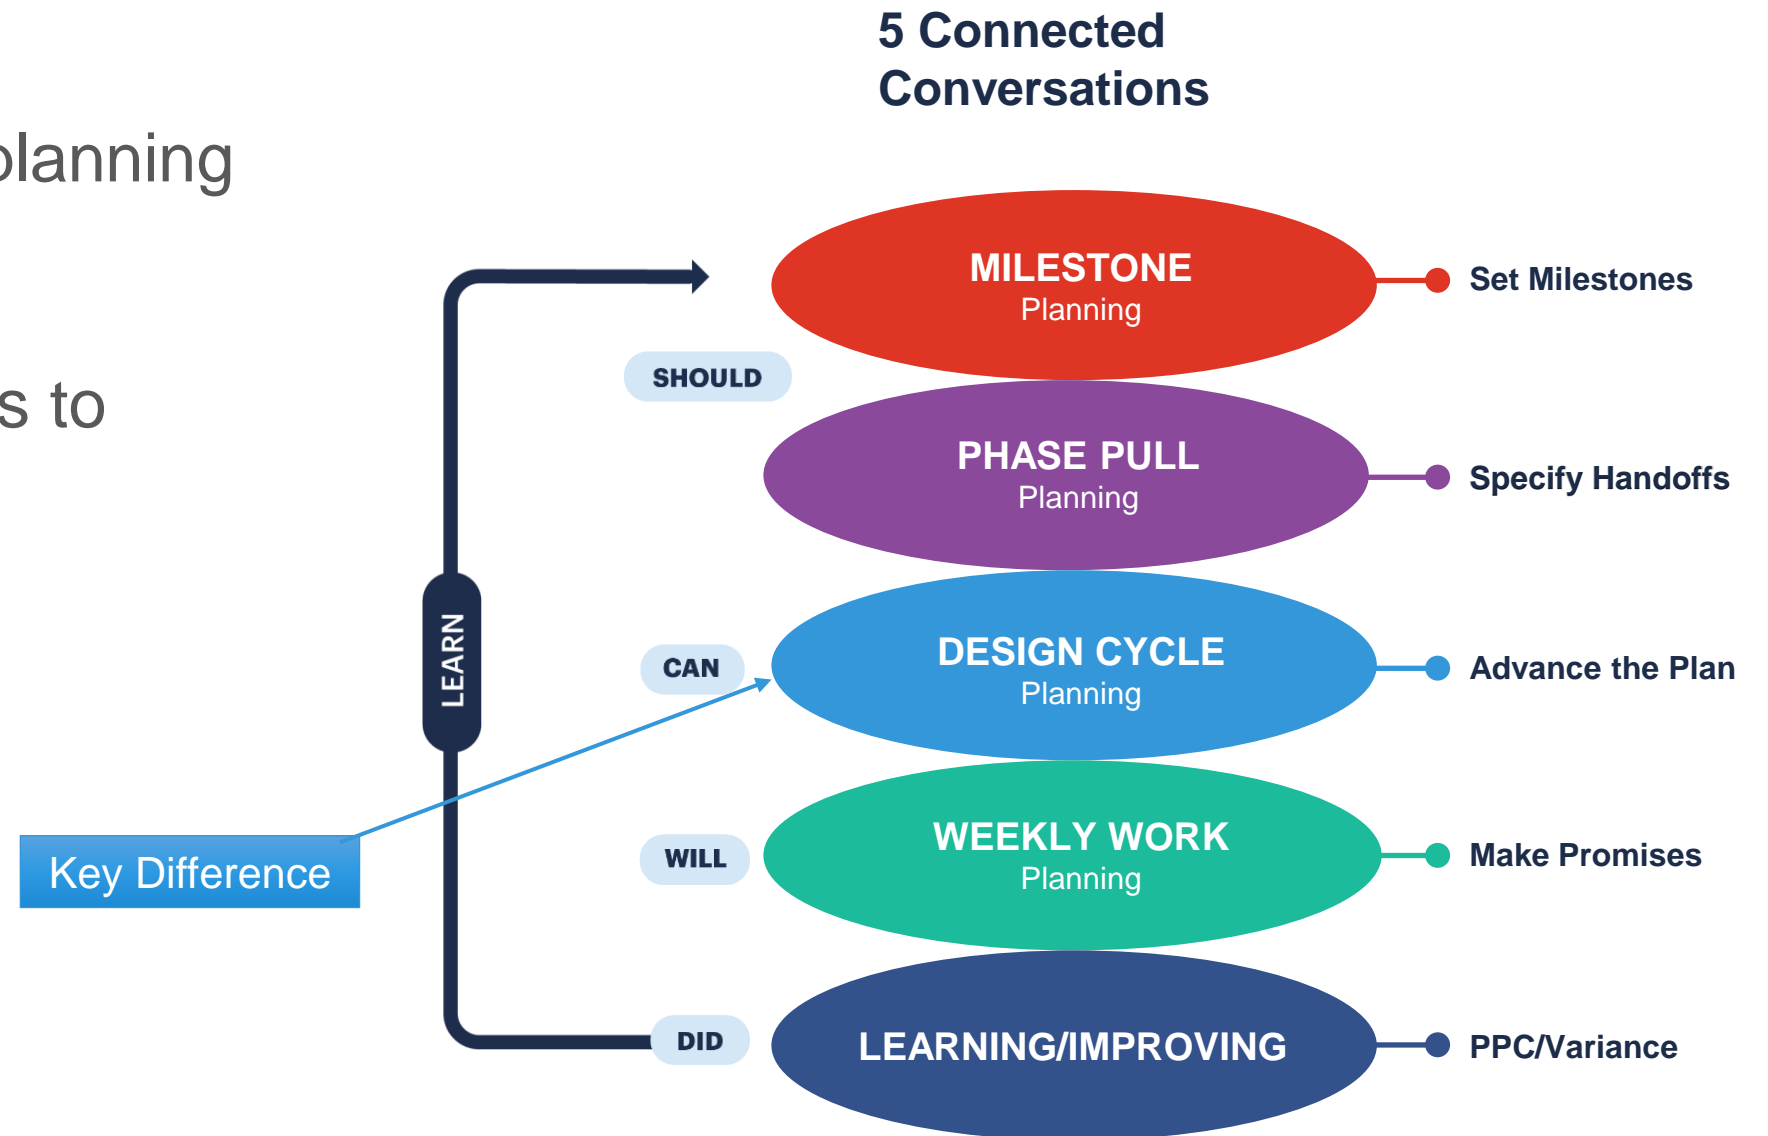 5 Connected
Conversations
planning
s to
MILESTONE
Planning
Set Milestones
SHOULD
PHASE PULL
Planning
Specify Handoffs
LEARN
CAN
DESIGN CYCLE
Planning
Advance the Plan
Key Difference
WILL
WEEKLY WORK
Planning
Make Promises
DID
LEARNING/IMPROVING
PPC/Variance